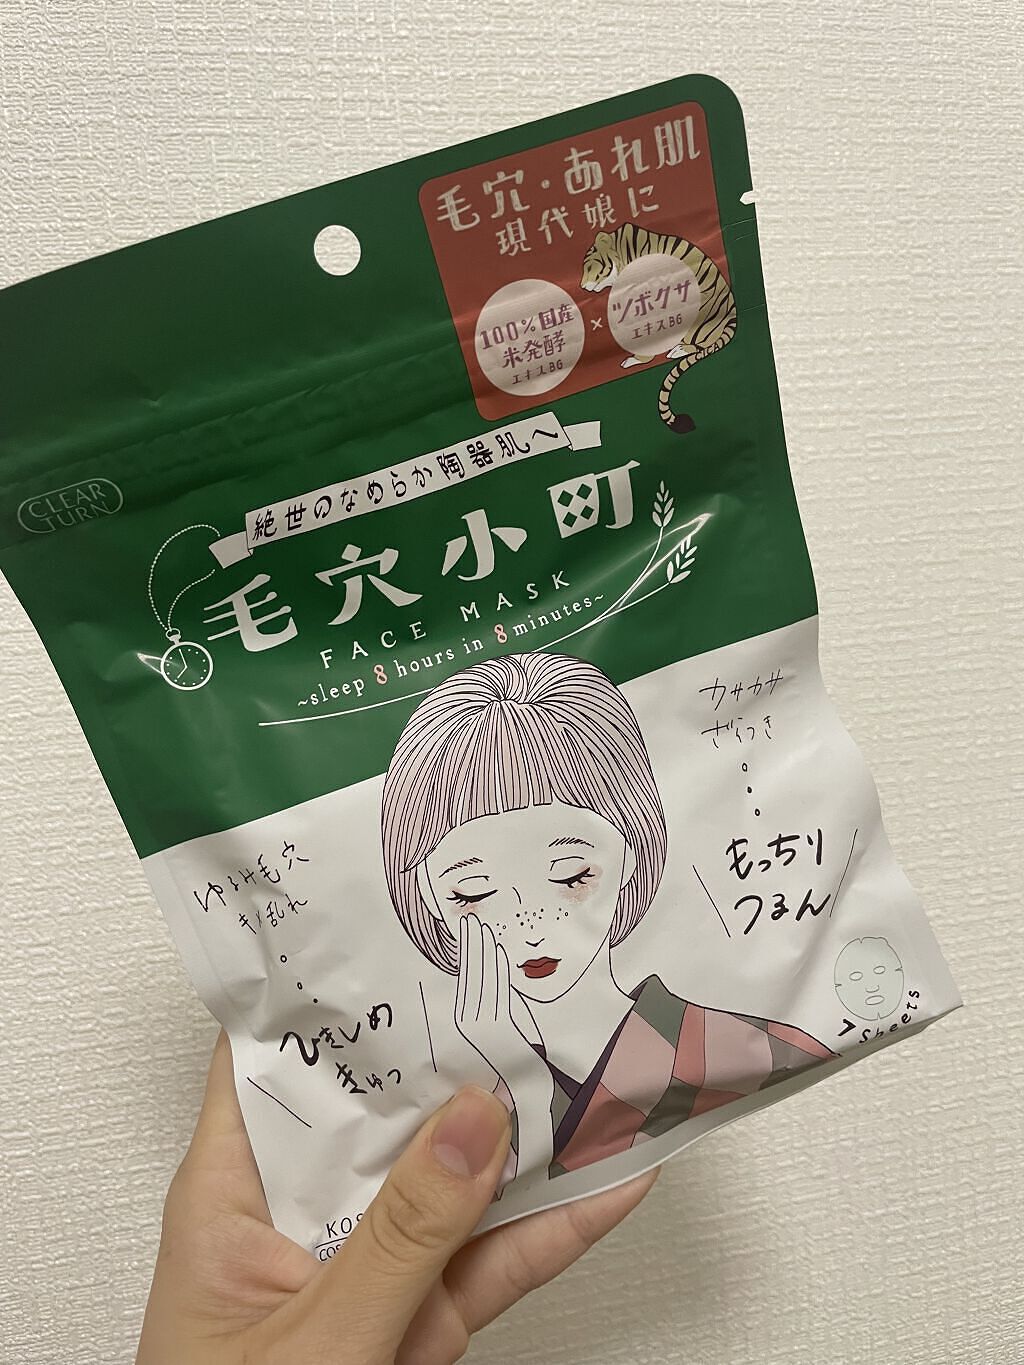 毛穴・あれ肌
現代娘に
100%国産
米発酵
エキスBG
×
ツボクサ
エキスBG
CICA
CLEAR
TURN
絶世のなめらか陶器肌へ
毛穴小町
FACE MASK
~sleep 8 hours in 8 minutes~
カサカサ
ざらつき
もっちり
つるん
ゆるみ毛穴
キメ乱れ
ひきしめ
きゅっ
7 Sheets
KOS
COS